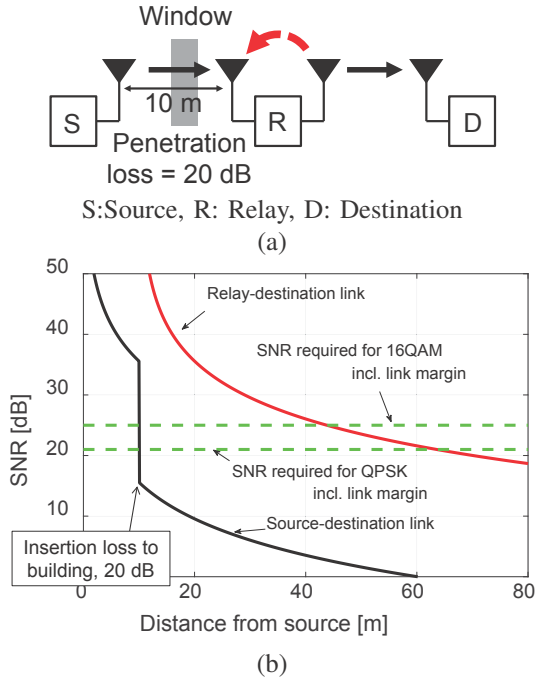 Window
10 m
S
R
D
Penetration
loss = 20 dB
S:Source, R: Relay, D: Destination
(a)
50
40
30
20
10
SNR [dB]
Relay-destination link
SNR required for 16QAM
incl. link margin
SNR required for QPSK
incl. link margin
Source-destination link
Insertion loss to
building, 20 dB
0
20
40
60
80
Distance from source [m]
(b)